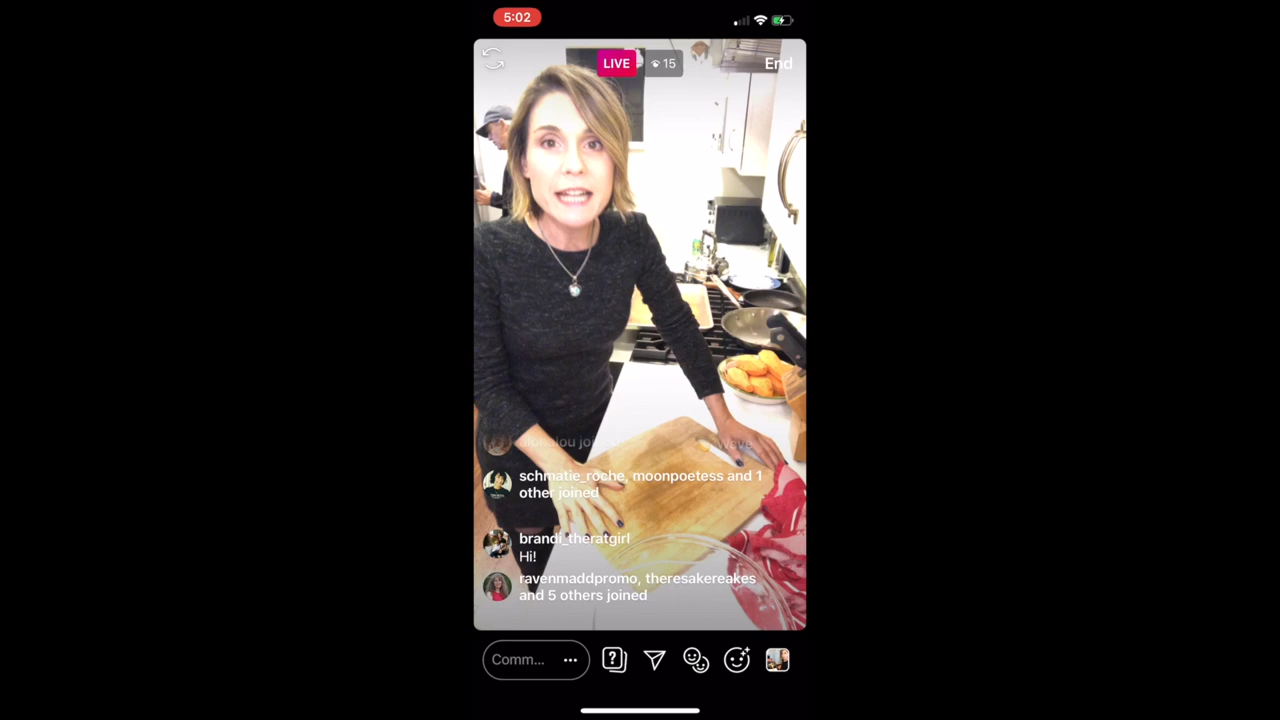 5:02
LIVE
15
End
Wave
schmatie_roche, moonpoetess and 1
other joined
brandi_theratgirl
Hi!
ravenmaddpromo, theresakereakes
and 5 others joined
Comm...